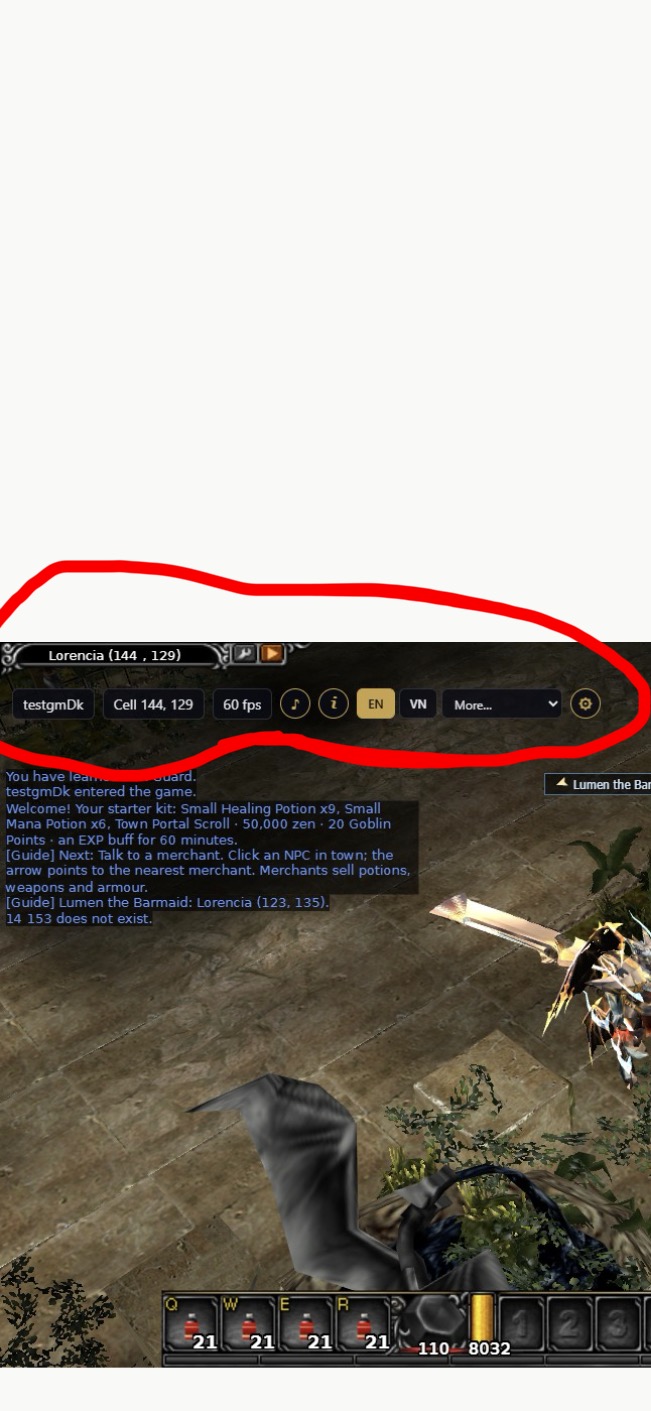 Lorencia (144 , 129)
testgmDk Cell 144, 129 60 fps ♪ i EN VN More...
You have uard.
testgmDk entered the game.
Lumen the Bar
Welcome! Your starter kit: Small Healing Potion x9, Small
Mana Potion x6, Town Portal Scroll · 50,000 zen · 20 Goblin
Points · an EXP buff for 60 minutes.
[Guide] Next: Talk to a merchant. Click an NPC in town; the
arrow points to the nearest merchant. Merchants sell potions,
weapons and armour.
[Guide] Lumen the Barmaid: Lorencia (123, 135).
14 153 does not exist.
Q W E R
21 21 21 21 110 8032 1 2 3